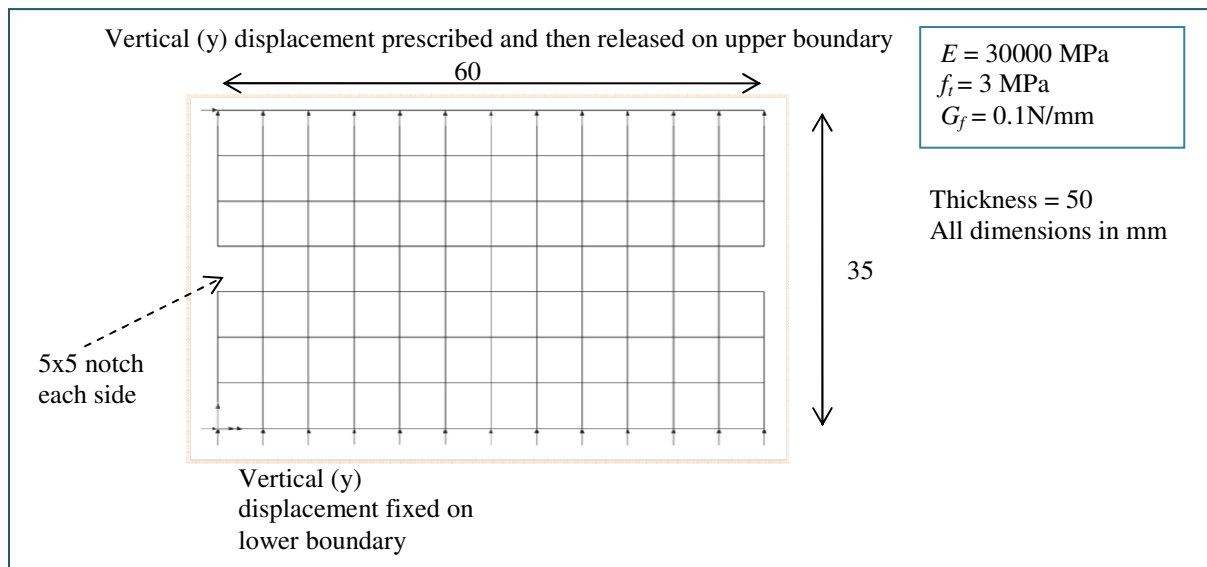 Vertical (y) displacement prescribed and then released on upper boundary
60
E = 30000 MPa
ft = 3 MPa
Gf = 0.1N/mm
Thickness = 50
All dimensions in mm
35
5x5 notch
each side
Vertical (y)
displacement fixed on
lower boundary